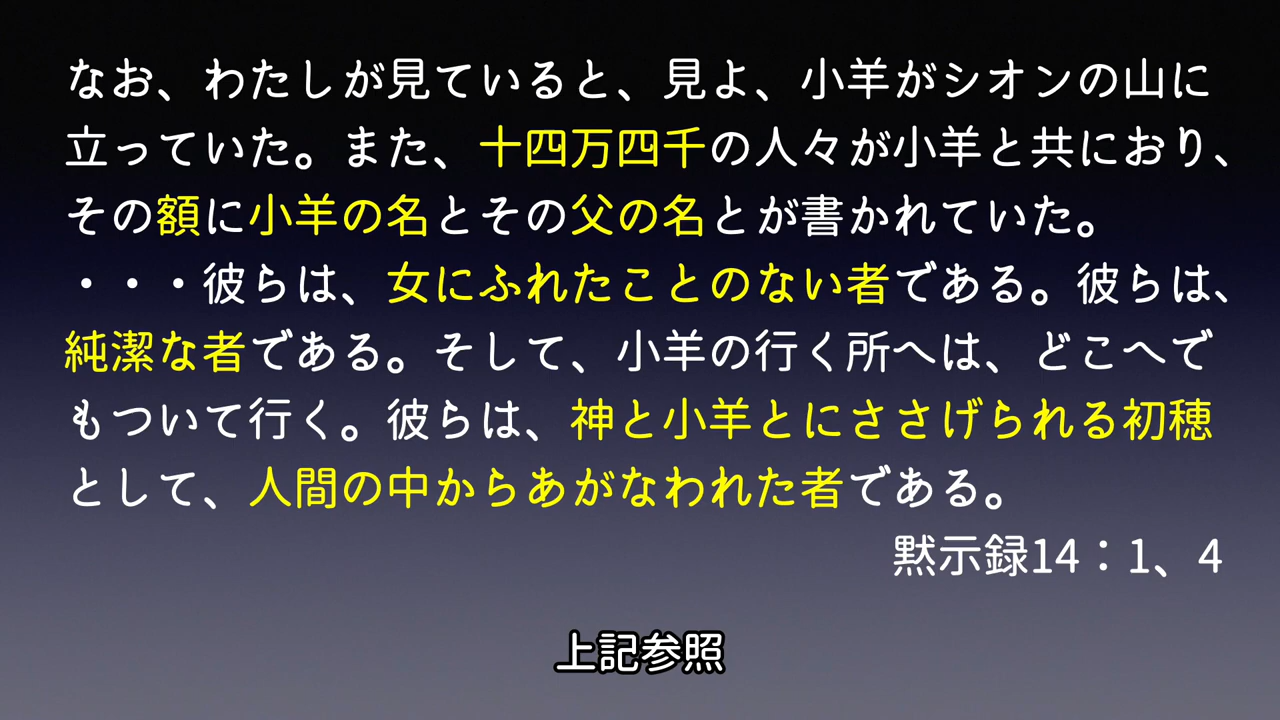 なお、わたしが見ていると、見よ、小羊がシオンの山に
立っていた。また、十四万四千の人々が小羊と共におり、
その額に小羊の名とその父の名とが書かれていた。
・・・彼らは、女にふれたことのない者である。彼らは、
純潔な者である。そして、小羊の行く所へは、どこへで
もついて行く。彼らは、神と小羊とにささげられる初穂
として、人間の中からあがなわれた者である。
黙示録14：1、4
上記参照